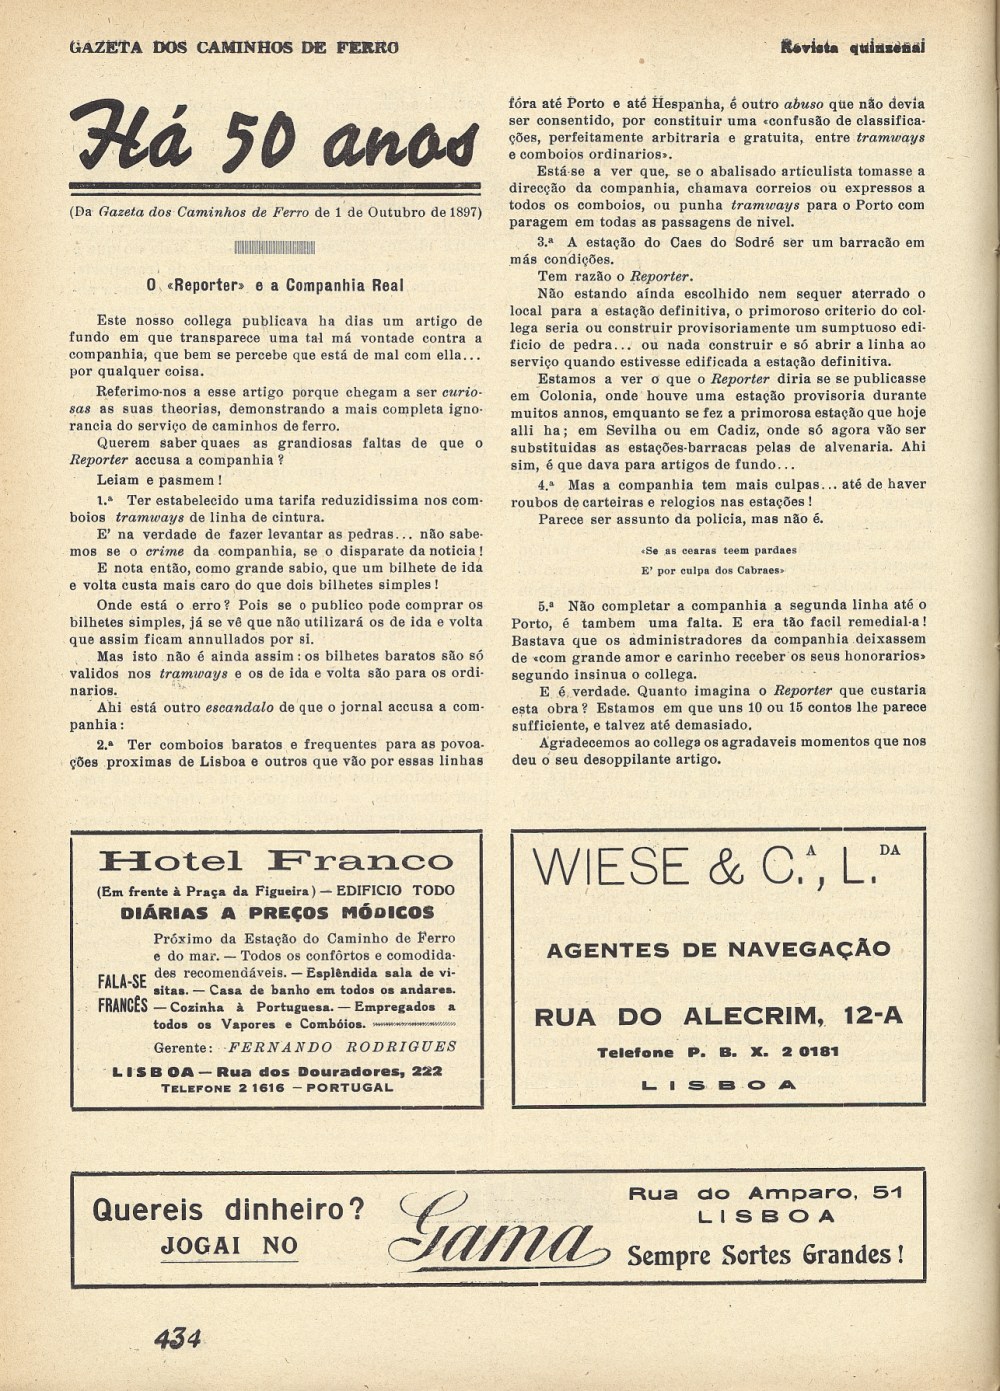 GAZETA DOS CAMINHOS DE FERRO
Revista quinzenal
Há 50 anos
(Da Gazeta dos Caminhos de Ferro de 1 de Outubro de 1897)
O «Reporter» e a Companhia Real
Este nosso collega publicava ha dias um artigo de
fundo em que transparece uma tal má vontade contra a
companhia, que bem se percebe que está de mal com ella...
por qualquer coisa.
Referimo-nos a esse artigo porque chegam a ser curio-
sas as suas theorias, demonstrando a mais completa igno-
rancia do serviço de caminhos de ferro.
Querem saber quaes as grandiosas faltas de que o
Reporter accusa a companhia?
Leiam e pasmem!
1.ª Ter estabelecido uma tarifa reduzidissima nos com-
boios tramways de linha de cintura.
E' na verdade de fazer levantar as pedras... não sabe-
mos se o crime da companhia, se o disparate da noticia!
E nota então, como grande sabio, que um bilhete de ida
e volta custa mais caro do que dois bilhetes simples!
Onde está o erro? Pois se o publico pode comprar os
bilhetes simples, já se vê que não utilizará os de ida e volta
que assim ficam annullados por si.
Mas isto não é ainda assim: os bilhetes baratos são só
validos nos tramways e os de ida e volta são para os ordi-
narios.
Ahi está outro escandalo de que o jornal accusa a com-
panhia:
2.ª Ter comboios baratos e frequentes para as povoa-
ções proximas de Lisboa e outros que vão por essas linhas
fóra até Porto e até Hespanha, é outro abuso que não devia
ser consentido, por constituir uma «confusão de classifica-
ções, perfeitamente arbitraria e gratuita, entre tramways
e comboios ordinarios».
Está-se a ver que, se o abalisado articulista tomasse a
direcção da companhia, chamava correios ou expressos a
todos os comboios, ou punha tramways para o Porto com
paragem em todas as passagens de nivel.
3.ª A estação do Caes do Sodré ser um barracão em
más condições.
Tem razão o Reporter.
Não estando aínda escolhido nem sequer aterrado o
local para a estação definitiva, o primoroso criterio do col-
lega seria ou construir provisoriamente um sumptuoso edi-
ficio de pedra... ou nada construir e só abrir a linha ao
serviço quando estivesse edificada a estação definitiva.
Estamos a ver o que o Reporter diria se se publicasse
em Colonia, onde houve uma estação provisoria durante
muitos annos, emquanto se fez a primorosa estação que hoje
alli ha; em Sevilha ou em Cadiz, onde só agora vão ser
substituidas as estações-barracas pelas de alvenaria. Ahi
sim, é que dava para artigos de fundo...
4.ª Mas a companhia tem mais culpas... até de haver
roubos de carteiras e relogios nas estações!
Parece ser assunto da policia, mas não é.
«Se as cearas teem pardaes
E' por culpa dos Cabraes»
5.ª Não completar a companhia a segunda linha até o
Porto, é tambem uma falta. E era tão facil remedial-a!
Bastava que os administradores da companhia deixassem
de «com grande amor e carinho receber os seus honorarios»
segundo insinua o collega.
E é verdade. Quanto imagina o Reporter que custaria
esta obra? Estamos em que uns 10 ou 15 contos lhe parece
sufficiente, e talvez até demasiado.
Agradecemos ao collega os agradaveis momentos que nos
deu o seu desoppilante artigo.
Hotel Franco
(Em frente à Praça da Figueira) — EDIFICIO TODO
DIÁRIAS A PREÇOS MÓDICOS
FALA-SE
FRANCÊS
Próximo da Estação do Caminho de Ferro
e do mar. — Todos os confôrtos e comodida-
des recomendáveis. — Esplêndida sala de vi-
sitas. — Casa de banho em todos os andares.
— Cozinha à Portuguesa. — Empregados a
todos os Vapores e Combóios.
Gerente: FERNANDO RODRIGUES
LISBOA — Rua dos Douradores, 222
TELEFONE 2 1616 – PORTUGAL
WIESE & C.A, L.DA
AGENTES DE NAVEGAÇÃO
RUA DO ALECRIM, 12-A
Telefone P. B. X. 2 0181
LISBOA
Quereis dinheiro?
JOGAI NO
Gama
Rua do Amparo, 51
LISBOA
Sempre Sortes Grandes!
434